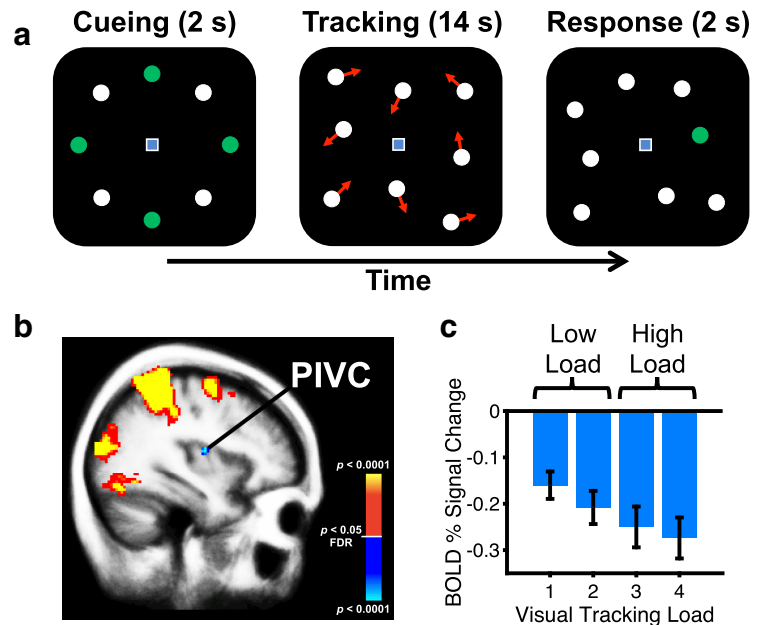 a
Cueing (2 s)
Tracking (14 s)
Response (2 s)
Time
b
PIVC
p < 0.0001
p < 0.05
FDR
p < 0.0001
c
Low
Load
High
Load
BOLD % Signal Change
0
-0.1
-0.2
-0.3
1 2 3 4
Visual Tracking Load